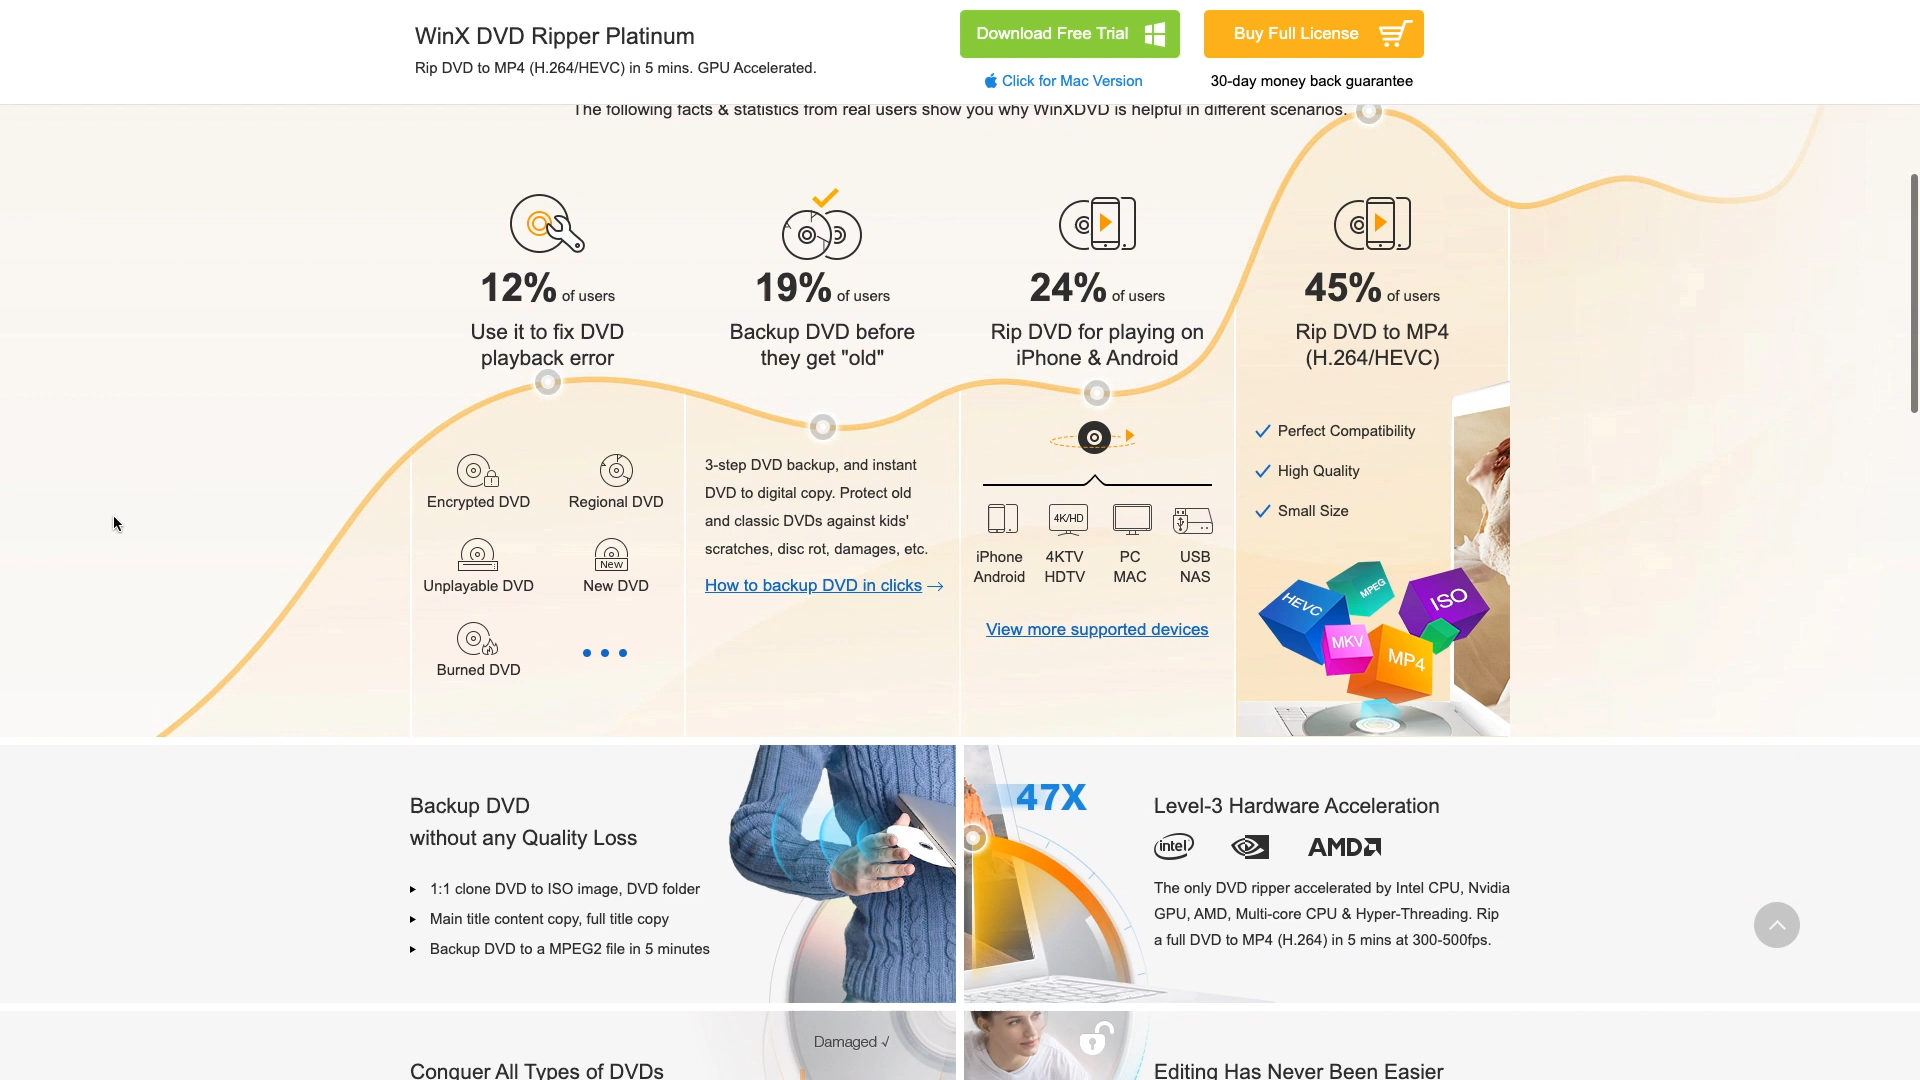 WinX DVD Ripper Platinum
Rip DVD to MP4 (H.264/HEVC) in 5 mins. GPU Accelerated.
Download Free Trial
Click for Mac Version
Buy Full License
30-day money back guarantee
The following facts & statistics from real users show you why WinXDVD is helpful in different scenarios.
12% of users
Use it to fix DVD
playback error
Encrypted DVD
Regional DVD
Unplayable DVD
New
New DVD
Burned DVD
19% of users
Backup DVD before
they get "old"
3-step DVD backup, and instant
DVD to digital copy. Protect old
and classic DVDs against kids'
scratches, disc rot, damages, etc.
How to backup DVD in clicks
24% of users
Rip DVD for playing on
iPhone & Android
4K/HD
iPhone
Android
4KTV
HDTV
PC
MAC
USB
NAS
View more supported devices
45% of users
Rip DVD to MP4
(H.264/HEVC)
Perfect Compatibility
High Quality
Small Size
HEVC
MPEG
ISO
MKV
MP4
Backup DVD
without any Quality Loss
1:1 clone DVD to ISO image, DVD folder
Main title content copy, full title copy
Backup DVD to a MPEG2 file in 5 minutes
47X
Level-3 Hardware Acceleration
intel
AMD
The only DVD ripper accelerated by Intel CPU, Nvidia
GPU, AMD, Multi-core CPU & Hyper-Threading. Rip
a full DVD to MP4 (H.264) in 5 mins at 300-500fps.
Damaged √
Conquer All Types of DVDs
Editing Has Never Been Easier